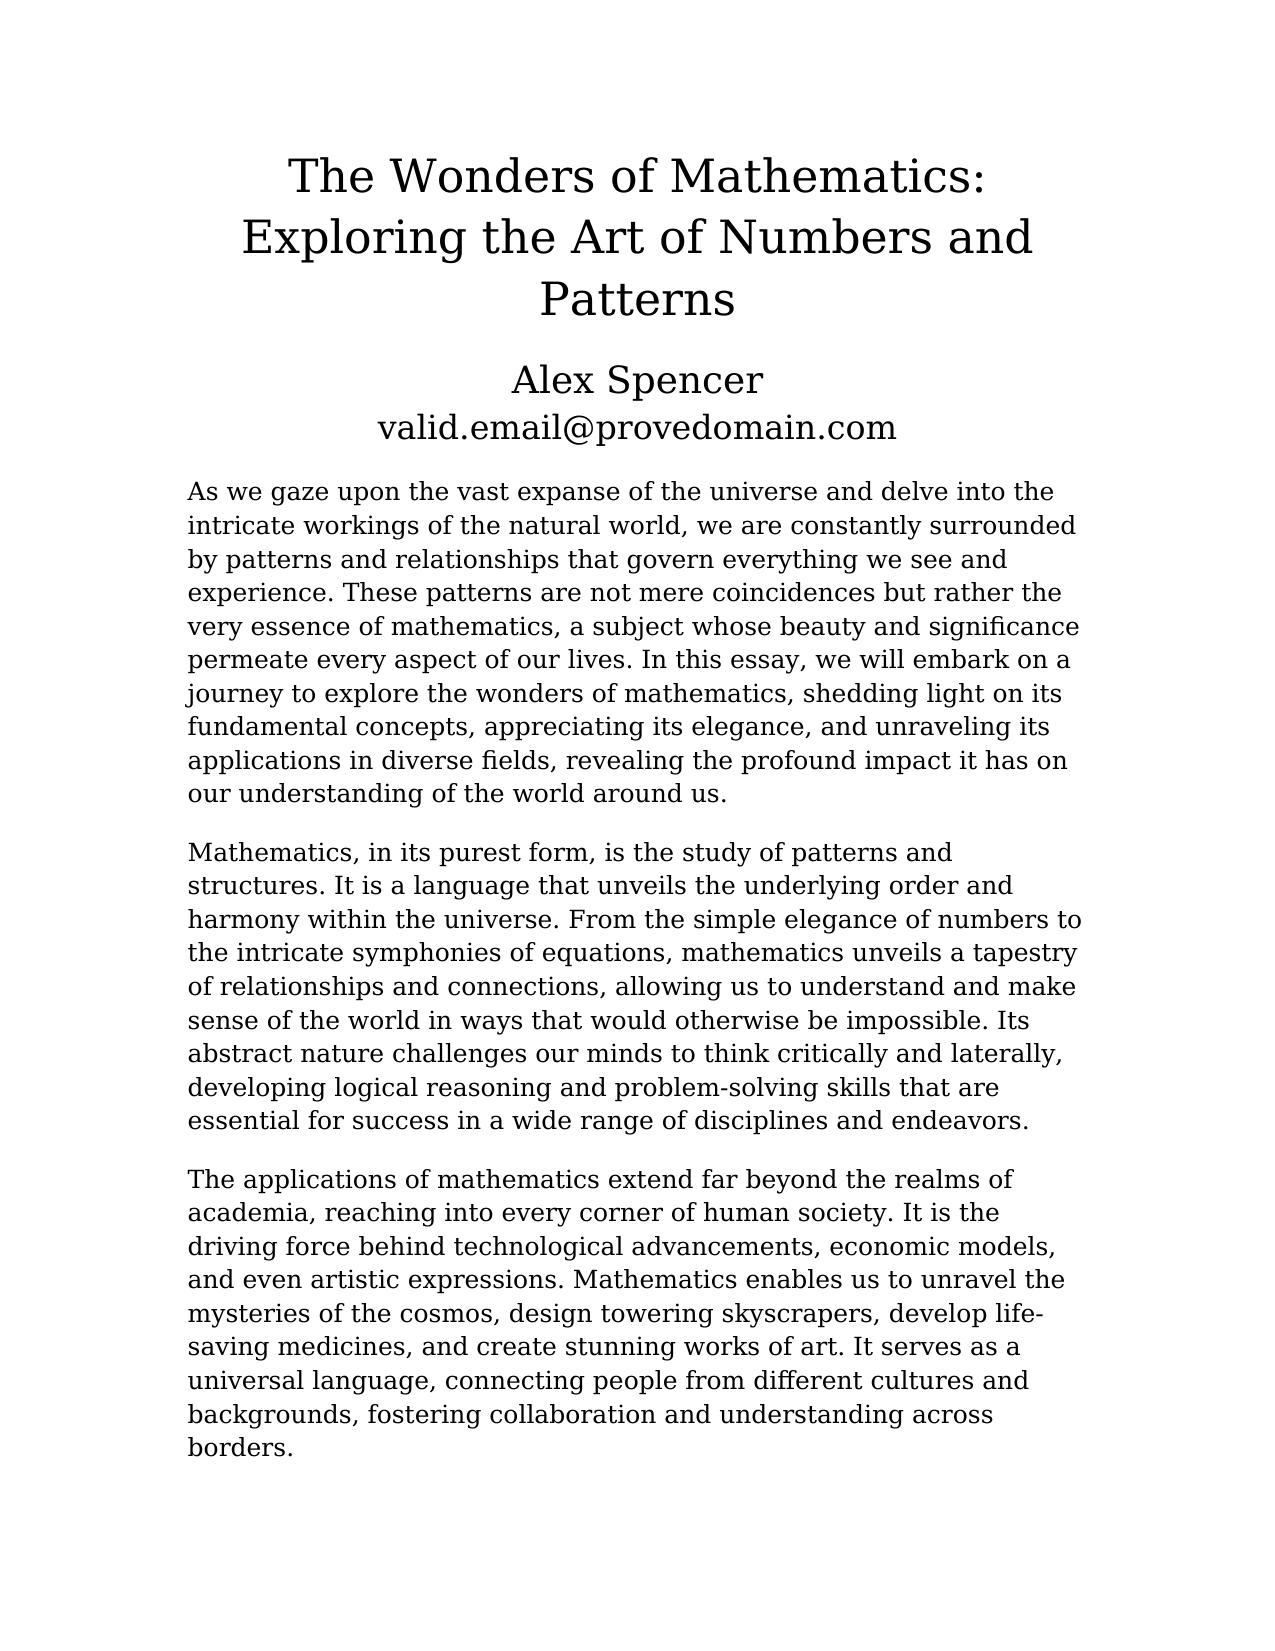 The Wonders of Mathematics:
Exploring the Art of Numbers and
Patterns
Alex Spencer
valid.email@provedomain.com
As we gaze upon the vast expanse of the universe and delve into the
intricate workings of the natural world, we are constantly surrounded
by patterns and relationships that govern everything we see and
experience. These patterns are not mere coincidences but rather the
very essence of mathematics, a subject whose beauty and significance
permeate every aspect of our lives. In this essay, we will embark on a
journey to explore the wonders of mathematics, shedding light on its
fundamental concepts, appreciating its elegance, and unraveling its
applications in diverse fields, revealing the profound impact it has on
our understanding of the world around us.
Mathematics, in its purest form, is the study of patterns and
structures. It is a language that unveils the underlying order and
harmony within the universe. From the simple elegance of numbers to
the intricate symphonies of equations, mathematics unveils a tapestry
of relationships and connections, allowing us to understand and make
sense of the world in ways that would otherwise be impossible. Its
abstract nature challenges our minds to think critically and laterally,
developing logical reasoning and problem-solving skills that are
essential for success in a wide range of disciplines and endeavors.
The applications of mathematics extend far beyond the realms of
academia, reaching into every corner of human society. It is the
driving force behind technological advancements, economic models,
and even artistic expressions. Mathematics enables us to unravel the
mysteries of the cosmos, design towering skyscrapers, develop life-
saving medicines, and create stunning works of art. It serves as a
universal language, connecting people from different cultures and
backgrounds, fostering collaboration and understanding across
borders.